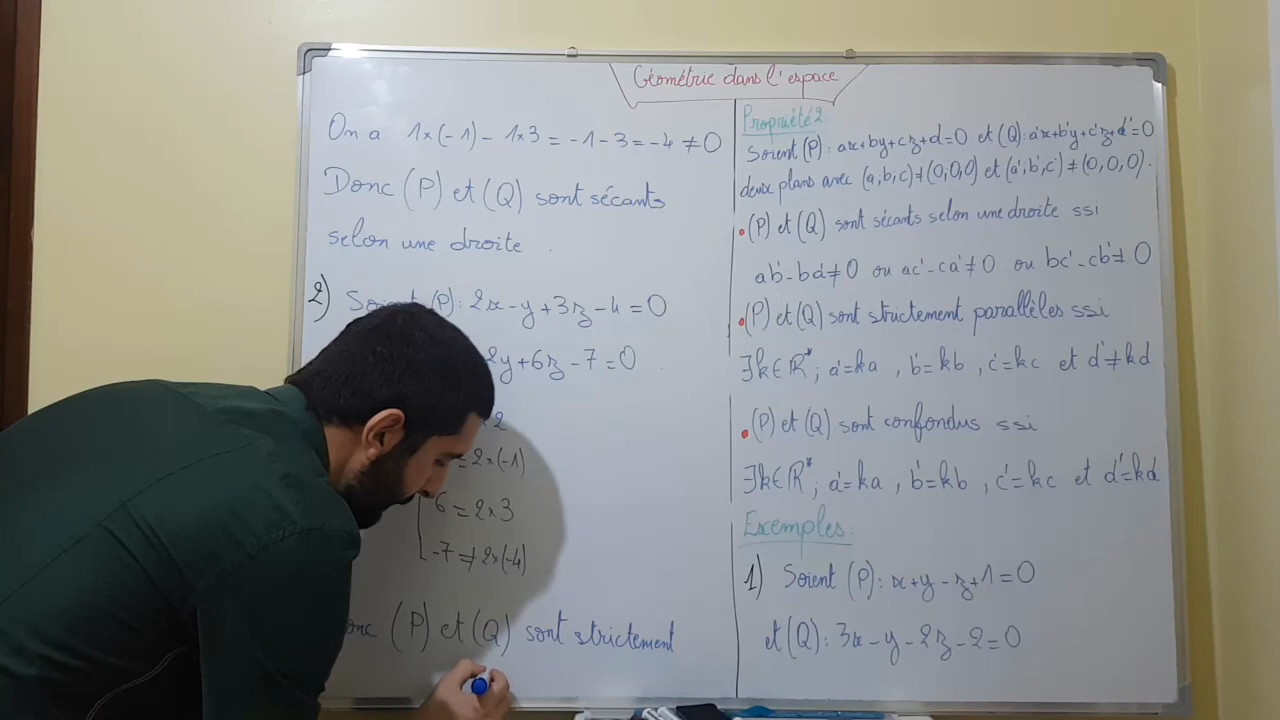 Géométrie dans l'espace
On a 1×(-1) - 1×3 = -1-3 = -4 ≠ 0
Donc (P) et (Q) sont sécants
selon une droite.
2) Soient (P): 2x - y + 3z - 4 = 0
2y + 6z - 7 = 0
2
= 2×(-1)
6 = 2×3
-7 ≠ 2×(-4)
(P) et (Q) sont strictement
Propriété 2:
Soient (P): ax+by+cz+d=0 et (Q): a'x+b'y+c'z+d'=0
deux plans avec (a,b,c)≠(0,0,0) et (a',b',c')≠(0,0,0).
• (P) et (Q) sont sécants selon une droite ssi
ab'-ba'≠0 ou ac'-ca'≠0 ou bc'-cb'≠0
• (P) et (Q) sont strictement parallèles ssi
∃k∈ℝ*; a'=ka, b'=kb, c'=kc et d'≠kd
• (P) et (Q) sont confondus ssi
∃k∈ℝ*; a'=ka, b'=kb, c'=kc et d'=kd
Exemples:
1) Soient (P): x+y-z+1=0
et (Q): 3x-y-2z-2=0